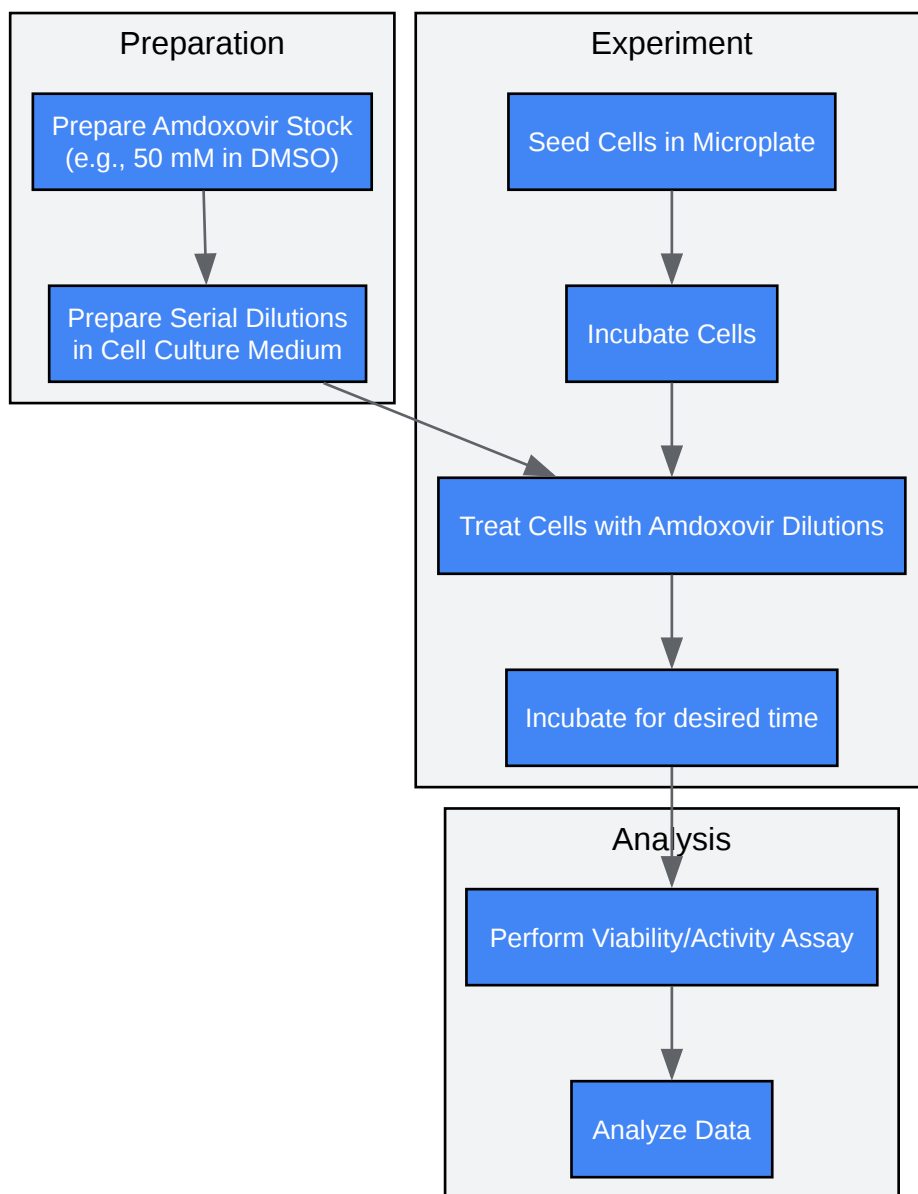 Preparation
Prepare Amdoxovir Stock
(e.g., 50 mM in DMSO)
Prepare Serial Dilutions
in Cell Culture Medium
Experiment
Seed Cells in Microplate
Incubate Cells
Treat Cells with Amdoxovir Dilutions
Incubate for desired time
Analysis
Perform Viability/Activity Assay
Analyze Data